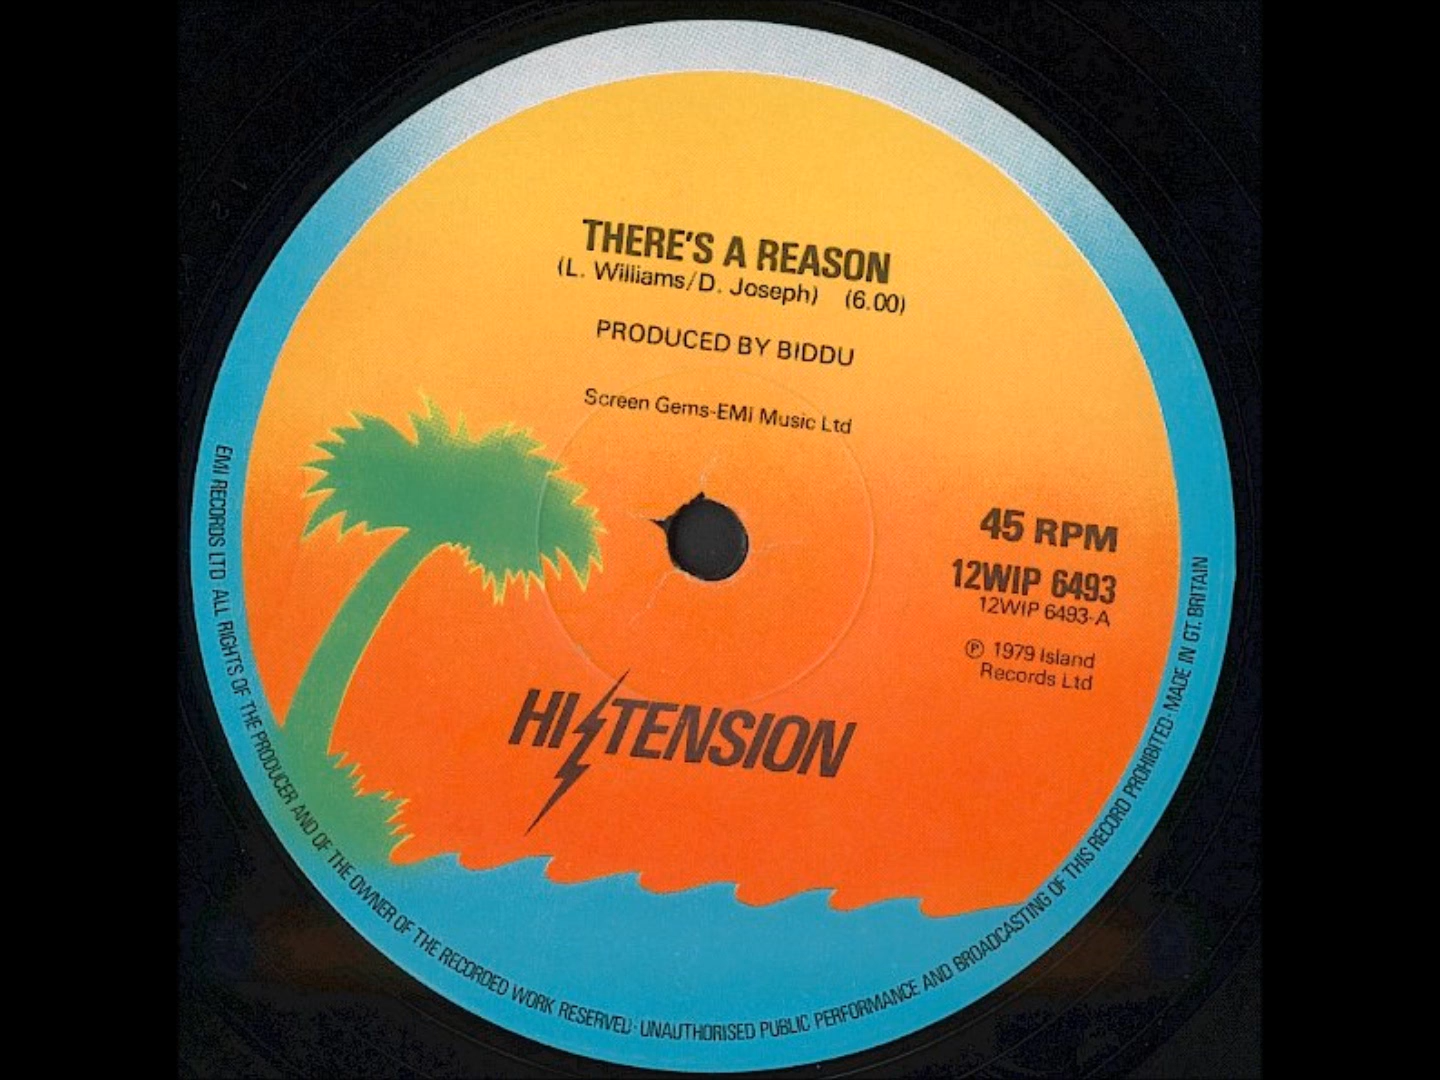 THERE'S A REASON
(L. Williams/D. Joseph) (6.00)
PRODUCED BY BIDDU
Screen Gems-EMI Music Ltd
45 RPM
12WIP 6493
12WIP 6493-A
℗ 1979 Island
Records Ltd
HI TENSION
EMI RECORDS LTD ALL RIGHTS OF THE PRODUCER AND OF THE OWNER OF THE RECORDED WORK RESERVED · UNAUTHORISED PUBLIC PERFORMANCE AND BROADCASTING OF THIS RECORD PROHIBITED · MADE IN GT. BRITAIN